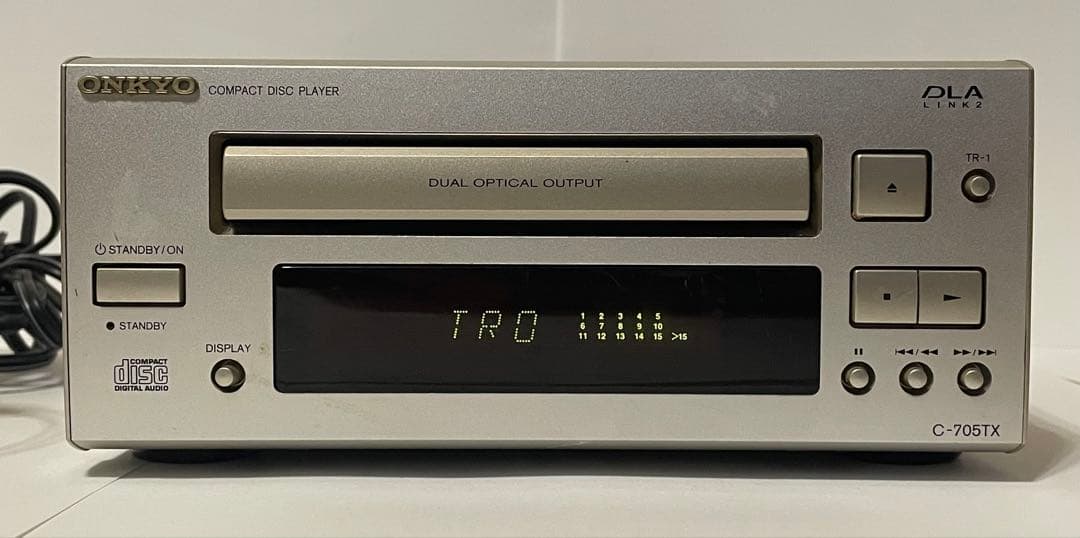 ONKYO COMPACT DISC PLAYER
DLA
LINK2
DUAL OPTICAL OUTPUT
TR-1
STANDBY/ON
STANDBY
TRO
1 2 3 4 5
6 7 8 9 10
11 12 13 14 15 >15
DISPLAY
COMPACT
disc
DIGITAL AUDIO
C-705TX